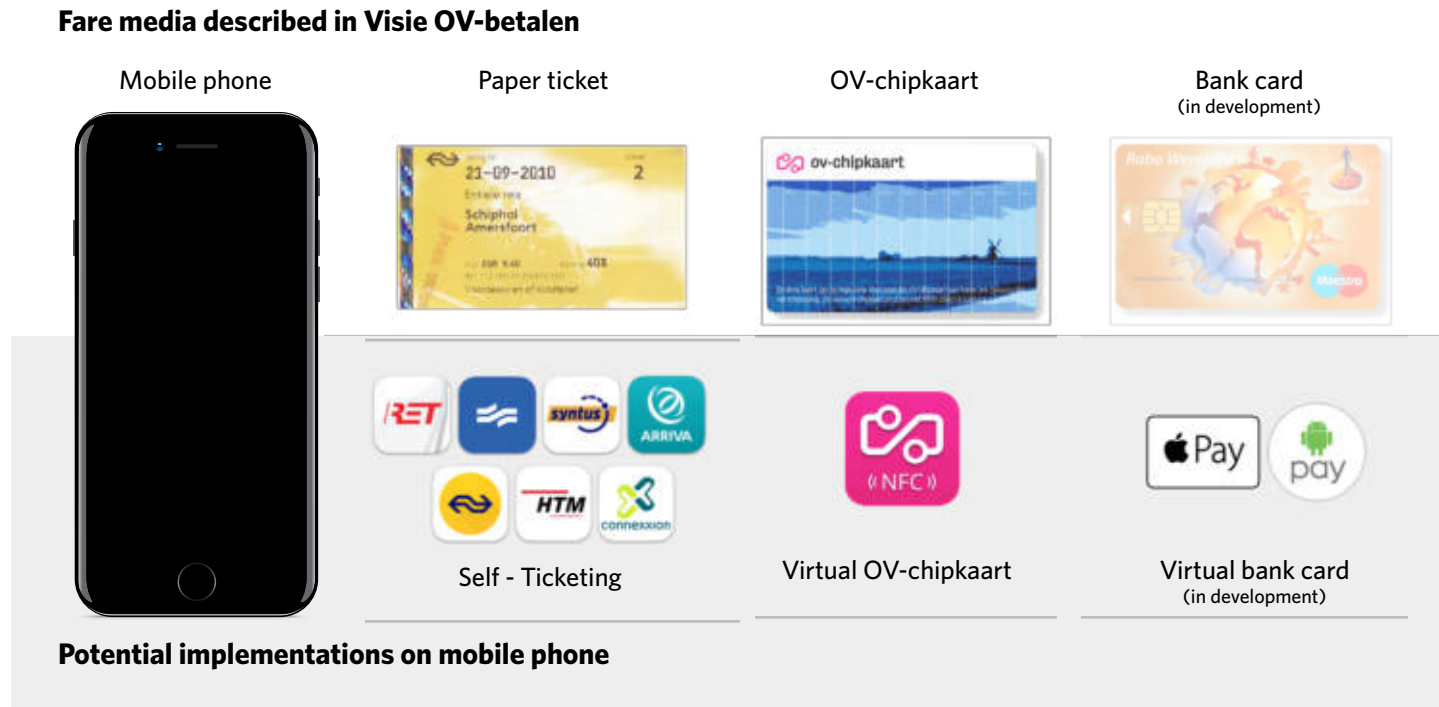 Fare media described in Visie OV-betalen
Mobile phone
Paper ticket
OV-chipkaart
Bank card
(in development)
21-09-2010
2
Schiphol
Amersfoort
40%
ov-chipkaart
Rabo
Maestro
RET
syntus
ARRIVA
HTM
connexxion
NFC
Pay
pay
Self - Ticketing
Virtual OV-chipkaart
Virtual bank card
(in development)
Potential implementations on mobile phone